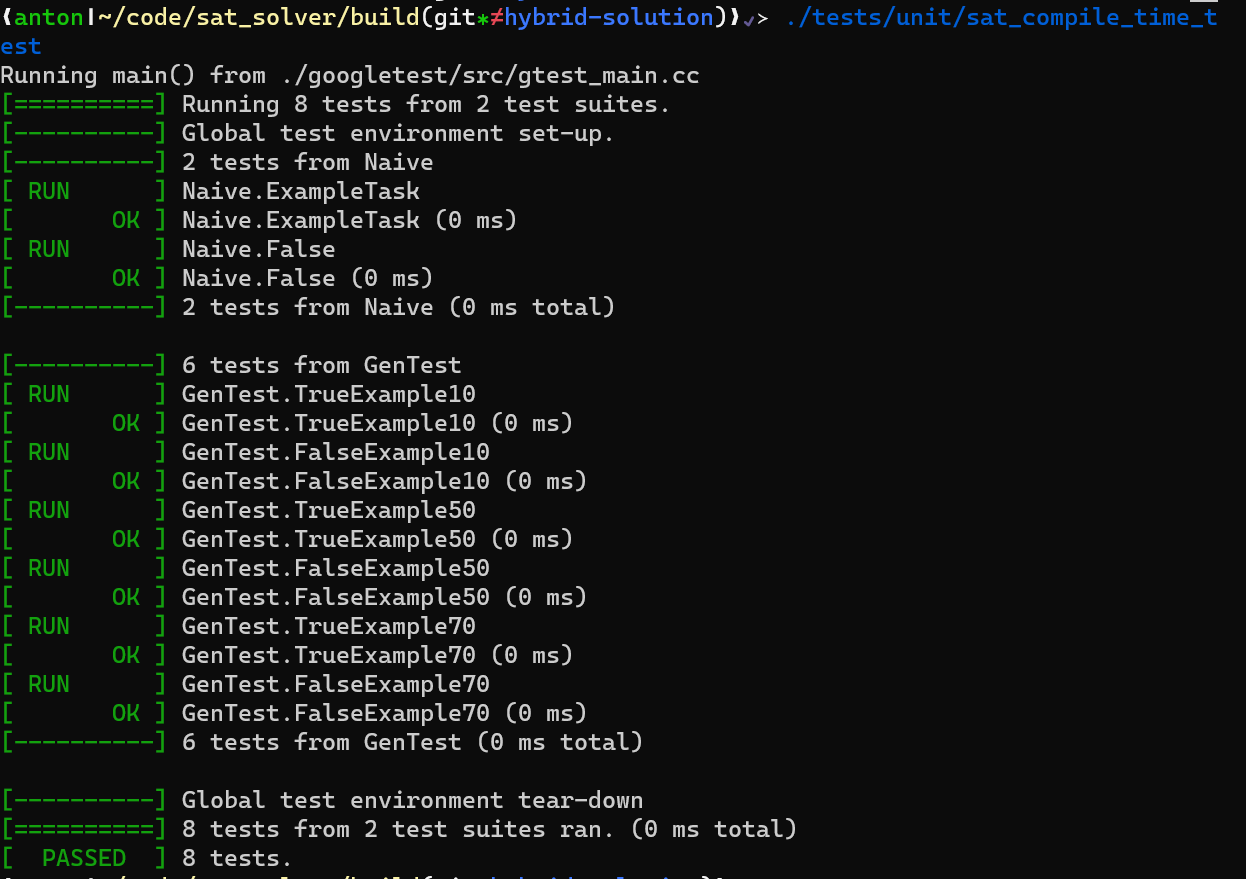 (anton|~/code/sat_solver/build(git*≠hybrid-solution))✓> ./tests/unit/sat_compile_time_t
est
Running main() from ./googletest/src/gtest_main.cc
[==========] Running 8 tests from 2 test suites.
[----------] Global test environment set-up.
[----------] 2 tests from Naive
[ RUN      ] Naive.ExampleTask
[       OK ] Naive.ExampleTask (0 ms)
[ RUN      ] Naive.False
[       OK ] Naive.False (0 ms)
[----------] 2 tests from Naive (0 ms total)

[----------] 6 tests from GenTest
[ RUN      ] GenTest.TrueExample10
[       OK ] GenTest.TrueExample10 (0 ms)
[ RUN      ] GenTest.FalseExample10
[       OK ] GenTest.FalseExample10 (0 ms)
[ RUN      ] GenTest.TrueExample50
[       OK ] GenTest.TrueExample50 (0 ms)
[ RUN      ] GenTest.FalseExample50
[       OK ] GenTest.FalseExample50 (0 ms)
[ RUN      ] GenTest.TrueExample70
[       OK ] GenTest.TrueExample70 (0 ms)
[ RUN      ] GenTest.FalseExample70
[       OK ] GenTest.FalseExample70 (0 ms)
[----------] 6 tests from GenTest (0 ms total)

[----------] Global test environment tear-down
[==========] 8 tests from 2 test suites ran. (0 ms total)
[  PASSED  ] 8 tests.